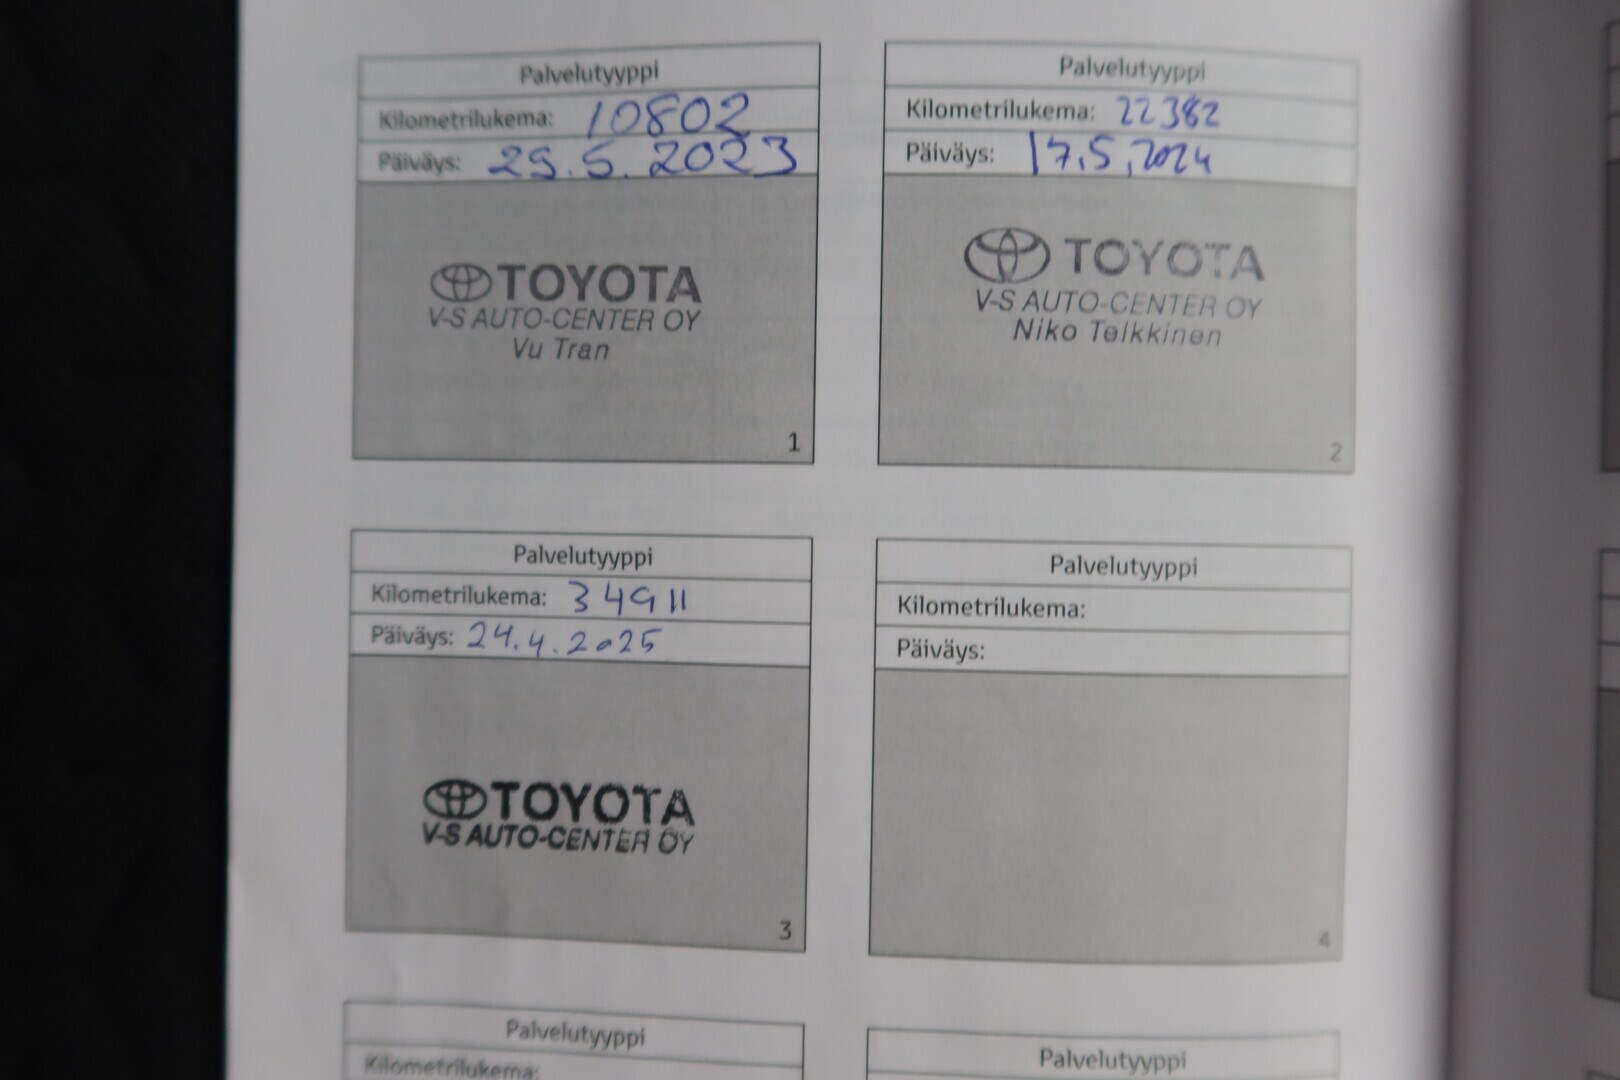 Palvelutyyppi
Kilometrilukema: 10802
Päiväys: 29.5.2023
TOYOTA
V-S AUTO-CENTER OY
Vu Tran
1
Palvelutyyppi
Kilometrilukema: 22382
Päiväys: 17.5.2024
TOYOTA
V-S AUTO-CENTER OY
Niko Telkkinen
2
Palvelutyyppi
Kilometrilukema: 34911
Päiväys: 24.4.2025
TOYOTA
V-S AUTO-CENTER OY
3
Palvelutyyppi
Kilometrilukema:
Päiväys:
4
Palvelutyyppi
Kilometrilukema:
Palvelutyyppi